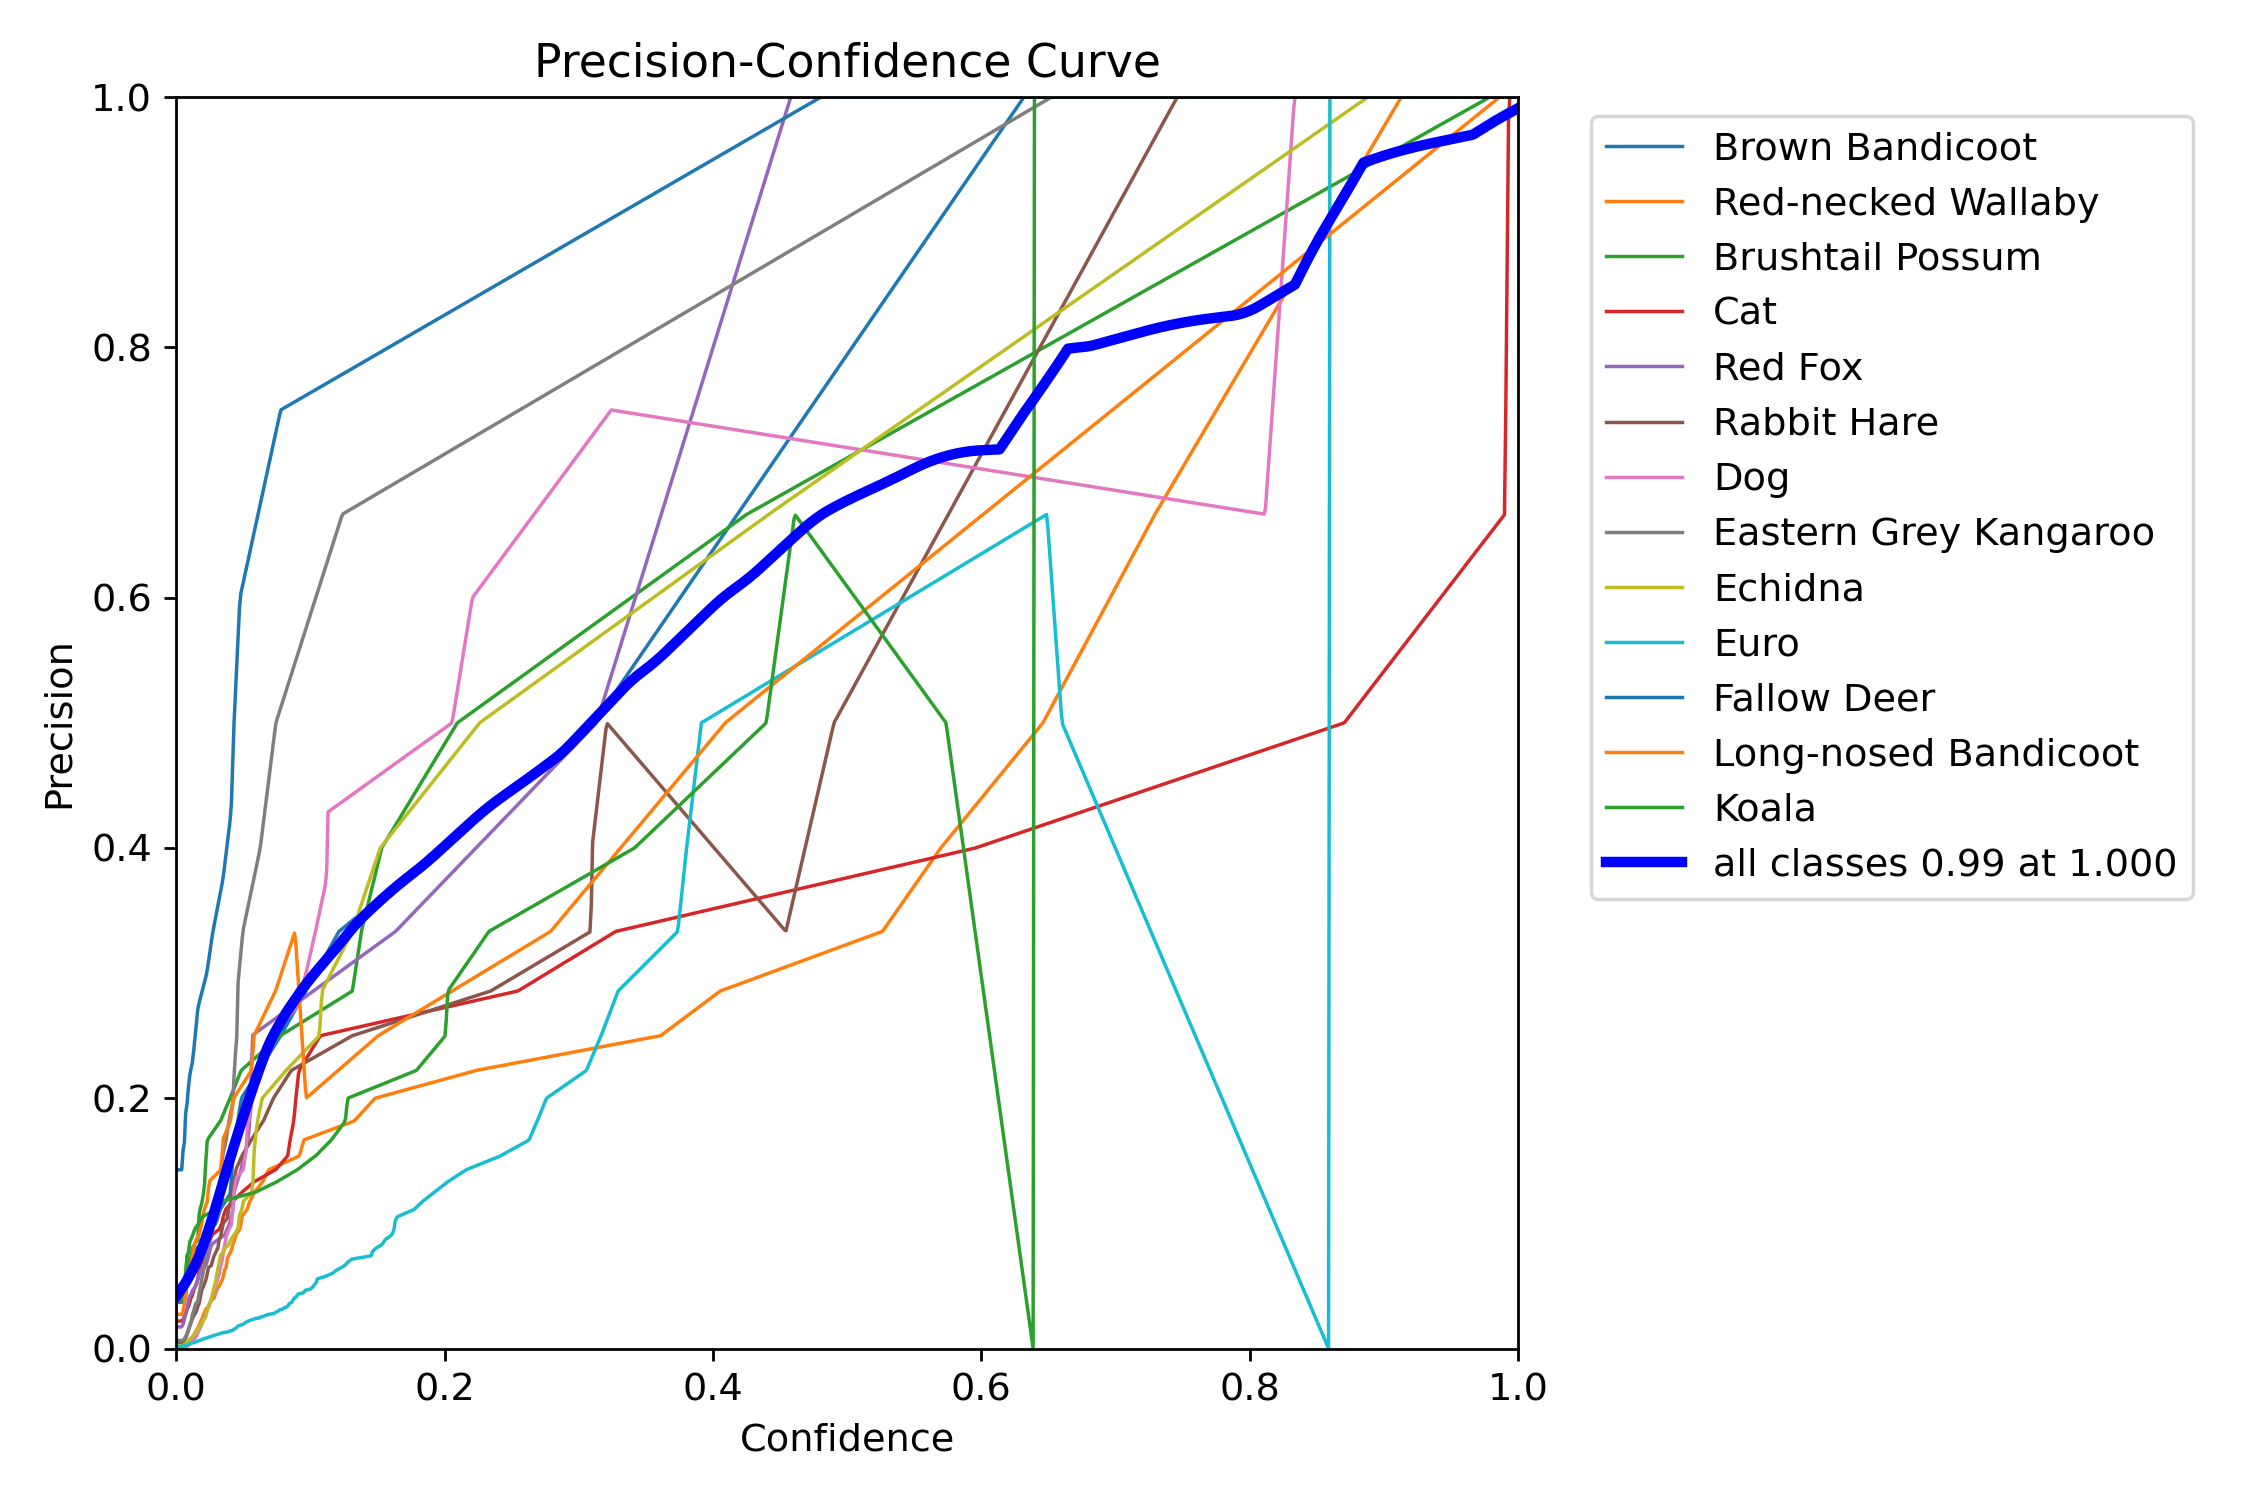 Precision-Confidence Curve
1.0
0.8
0.6
0.4
0.2
0.0
Precision
0.0 0.2 0.4 0.6 0.8 1.0
Confidence
Brown Bandicoot
Red-necked Wallaby
Brushtail Possum
Cat
Red Fox
Rabbit Hare
Dog
Eastern Grey Kangaroo
Echidna
Euro
Fallow Deer
Long-nosed Bandicoot
Koala
all classes 0.99 at 1.000